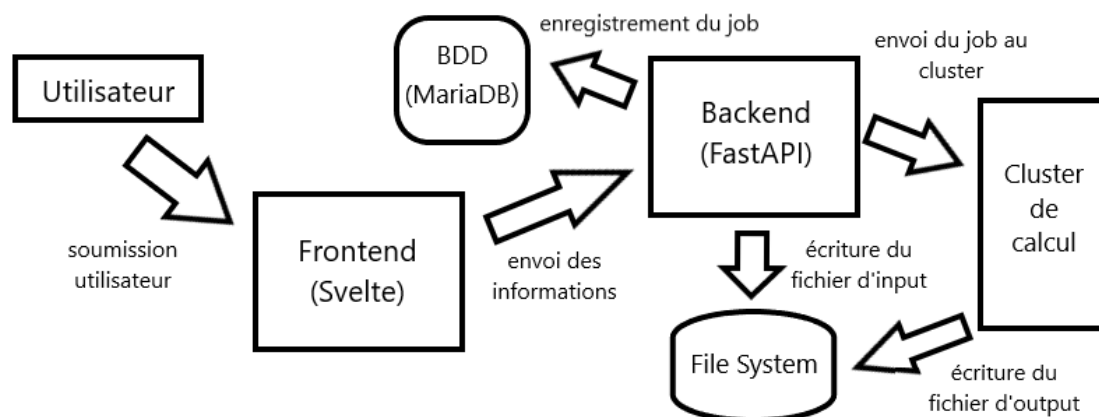 Utilisateur
soumission
utilisateur
Frontend
(Svelte)
envoi des
informations
BDD
(MariaDB)
enregistrement du job
Backend
(FastAPI)
envoi du job au
cluster
Cluster
de
calcul
écriture du
fichier d'input
File System
écriture du
fichier d'output